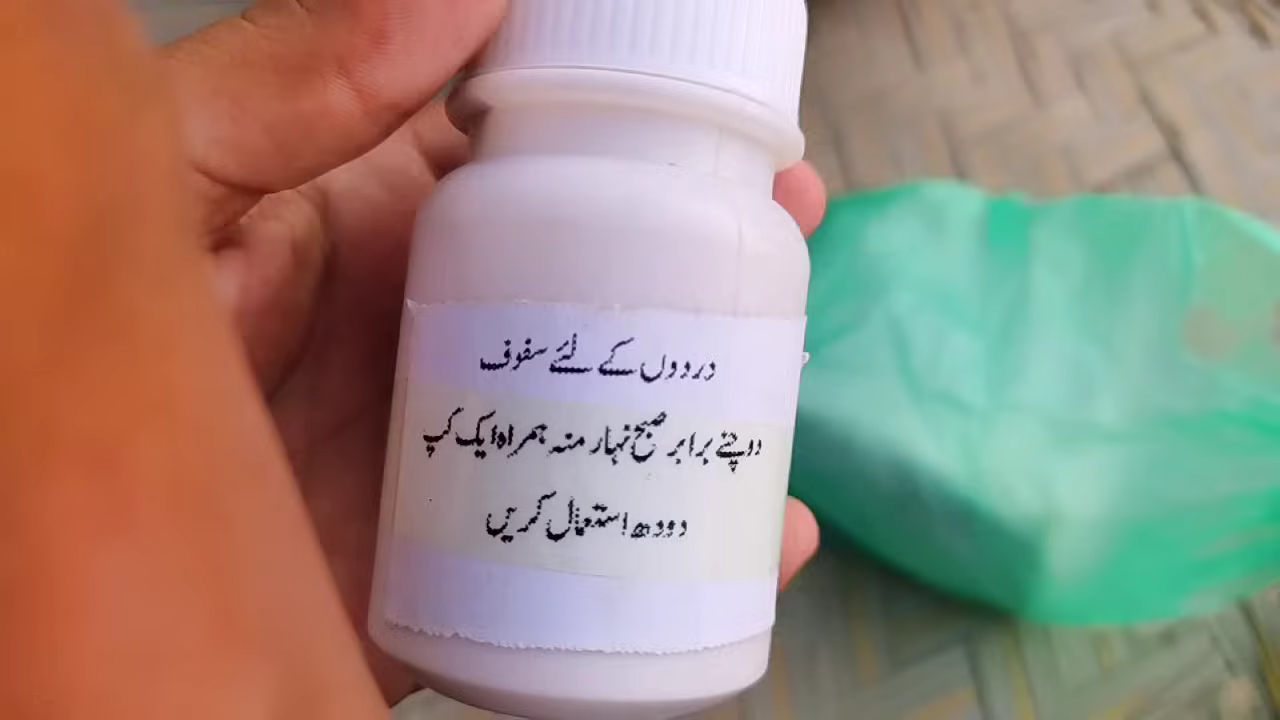 دردوں کے لئے سفوف
دو چنے برابر صبح نہار منہ ہمراہ ایک کپ
دودھ استعمال کریں